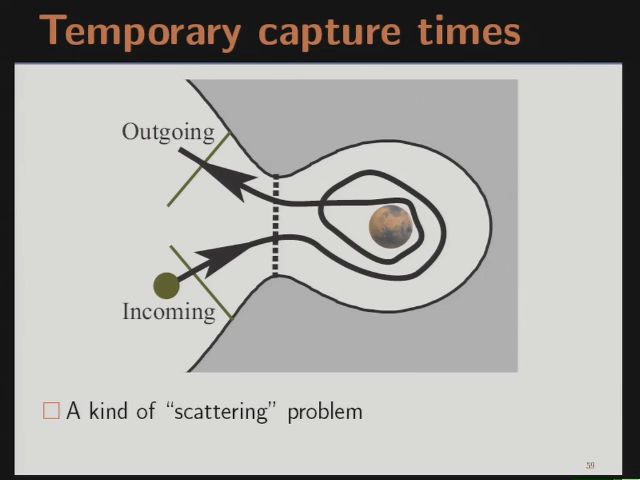 Temporary capture times
Outgoing
Incoming
A kind of “scattering” problem
59